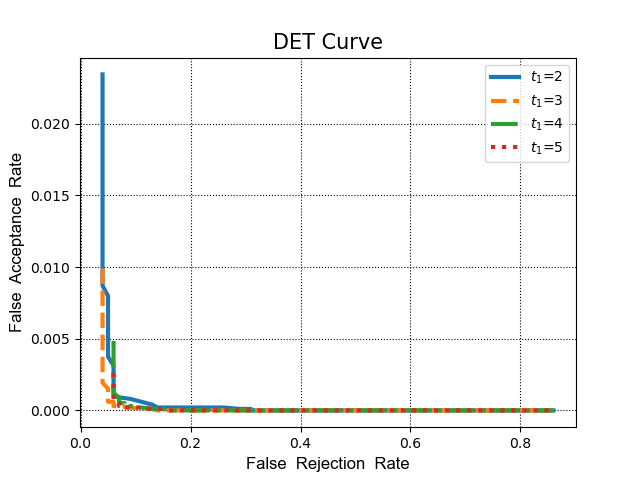 DET Curve
t₁=2
t₁=3
t₁=4
t₁=5
False Acceptance Rate
0.020
0.015
0.010
0.005
0.000
0.0 0.2 0.4 0.6 0.8
False Rejection Rate